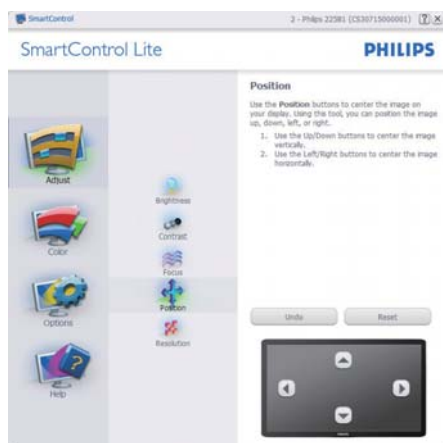 SmartControl
2 - Philips 225B1 (CS30715000001)
SmartControl Lite
PHILIPS
Adjust
Color
Options
Help
Brightness
Contrast
Focus
Position
Resolution
Position
Use the Position buttons to center the image on
your display. Using the tool, you can position the image
up, down, left, or right.
1. Use the Up/Down buttons to center the image
vertically.
2. Use the Left/Right buttons to center the image
horizontally.
Undo
Reset